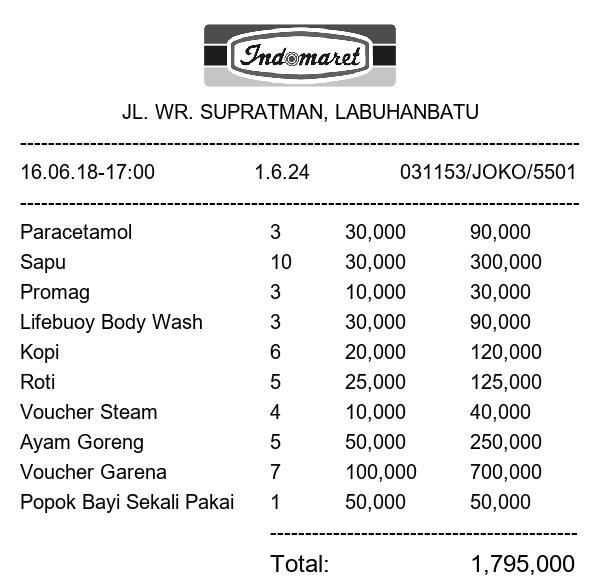 Indomaret
JL. WR. SUPRATMAN, LABUHANBATU
16.06.18-17:00 1.6.24 031153/JOKO/5501
Paracetamol 3 30,000 90,000
Sapu 10 30,000 300,000
Promag 3 10,000 30,000
Lifebuoy Body Wash 3 30,000 90,000
Kopi 6 20,000 120,000
Roti 5 25,000 125,000
Voucher Steam 4 10,000 40,000
Ayam Goreng 5 50,000 250,000
Voucher Garena 7 100,000 700,000
Popok Bayi Sekali Pakai 1 50,000 50,000
Total: 1,795,000